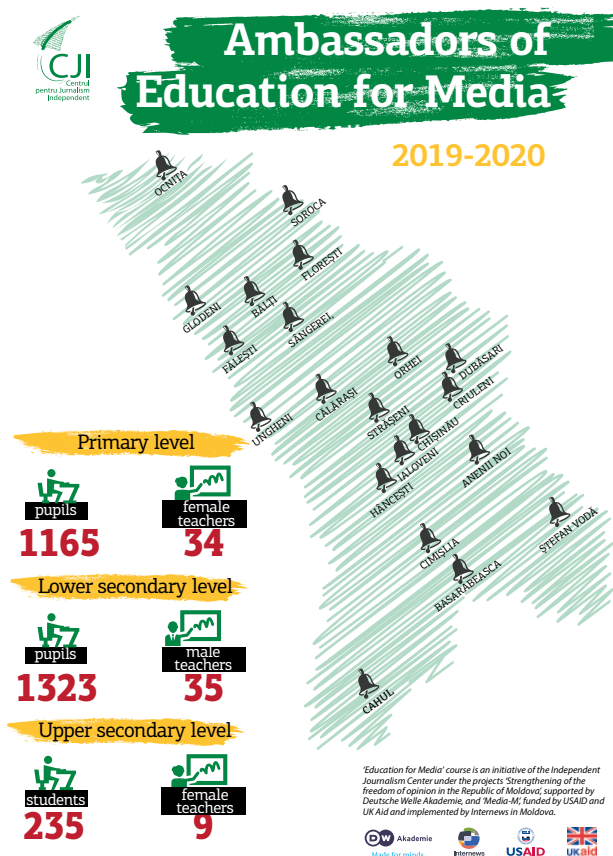 CJI
Centrul
pentru Jurnalism
Independent
Ambassadors of
Education for Media
2019-2020
OCNIȚA
SOROCA
FLOREȘTI
GLODENI
BĂLȚI
SÂNGEREI,
FĂLEȘTI
ORHEI
DUBĂSARI
CRIULENI
CĂLĂRAȘI
UNGHENI
STRĂȘENI
CHIȘINĂU
IALOVENI
HÂNCEȘTI
ANENII NOI
ȘTEFAN VODĂ
CIMIȘLIA
BASARABEASCA
CAHUL
Primary level
pupils
1165
female
teachers
34
Lower secondary level
pupils
1323
male
teachers
35
Upper secondary level
students
235
female
teachers
9
'Education for Media' course is an initiative of the Independent
Journalism Center under the projects 'Strengthening of the
freedom of opinion in the Republic of Moldova', supported by
Deutsche Welle Akademie, and 'Media-M', funded by USAID and
UK Aid and implemented by Internews in Moldova.
DW Akademie
Made for minds
Internews
USAID
UKaid